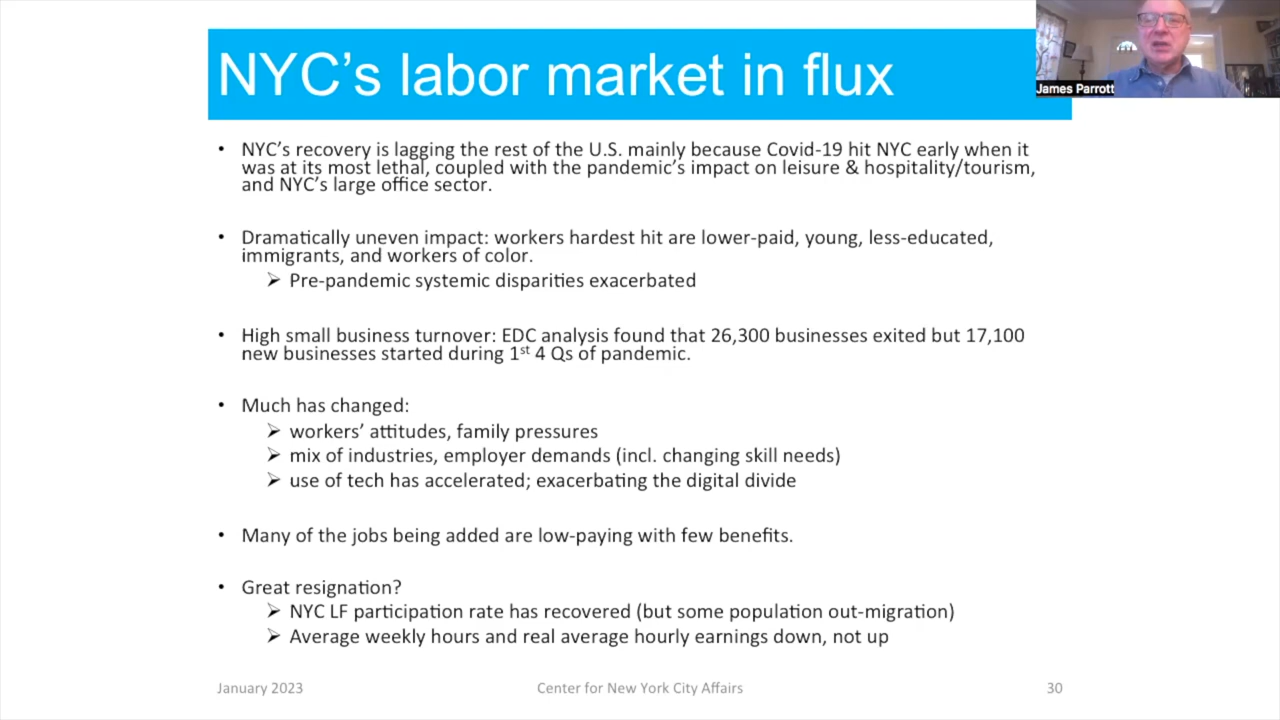 NYC’s labor market in flux
James Parrott
• NYC’s recovery is lagging the rest of the U.S. mainly because Covid-19 hit NYC early when it
was at its most lethal, coupled with the pandemic’s impact on leisure & hospitality/tourism,
and NYC’s large office sector.
• Dramatically uneven impact: workers hardest hit are lower-paid, young, less-educated,
immigrants, and workers of color.
➢ Pre-pandemic systemic disparities exacerbated
• High small business turnover: EDC analysis found that 26,300 businesses exited but 17,100
new businesses started during 1st 4 Qs of pandemic.
• Much has changed:
➢ workers’ attitudes, family pressures
➢ mix of industries, employer demands (incl. changing skill needs)
➢ use of tech has accelerated; exacerbating the digital divide
• Many of the jobs being added are low-paying with few benefits.
• Great resignation?
➢ NYC LF participation rate has recovered (but some population out-migration)
➢ Average weekly hours and real average hourly earnings down, not up
January 2023
Center for New York City Affairs
30